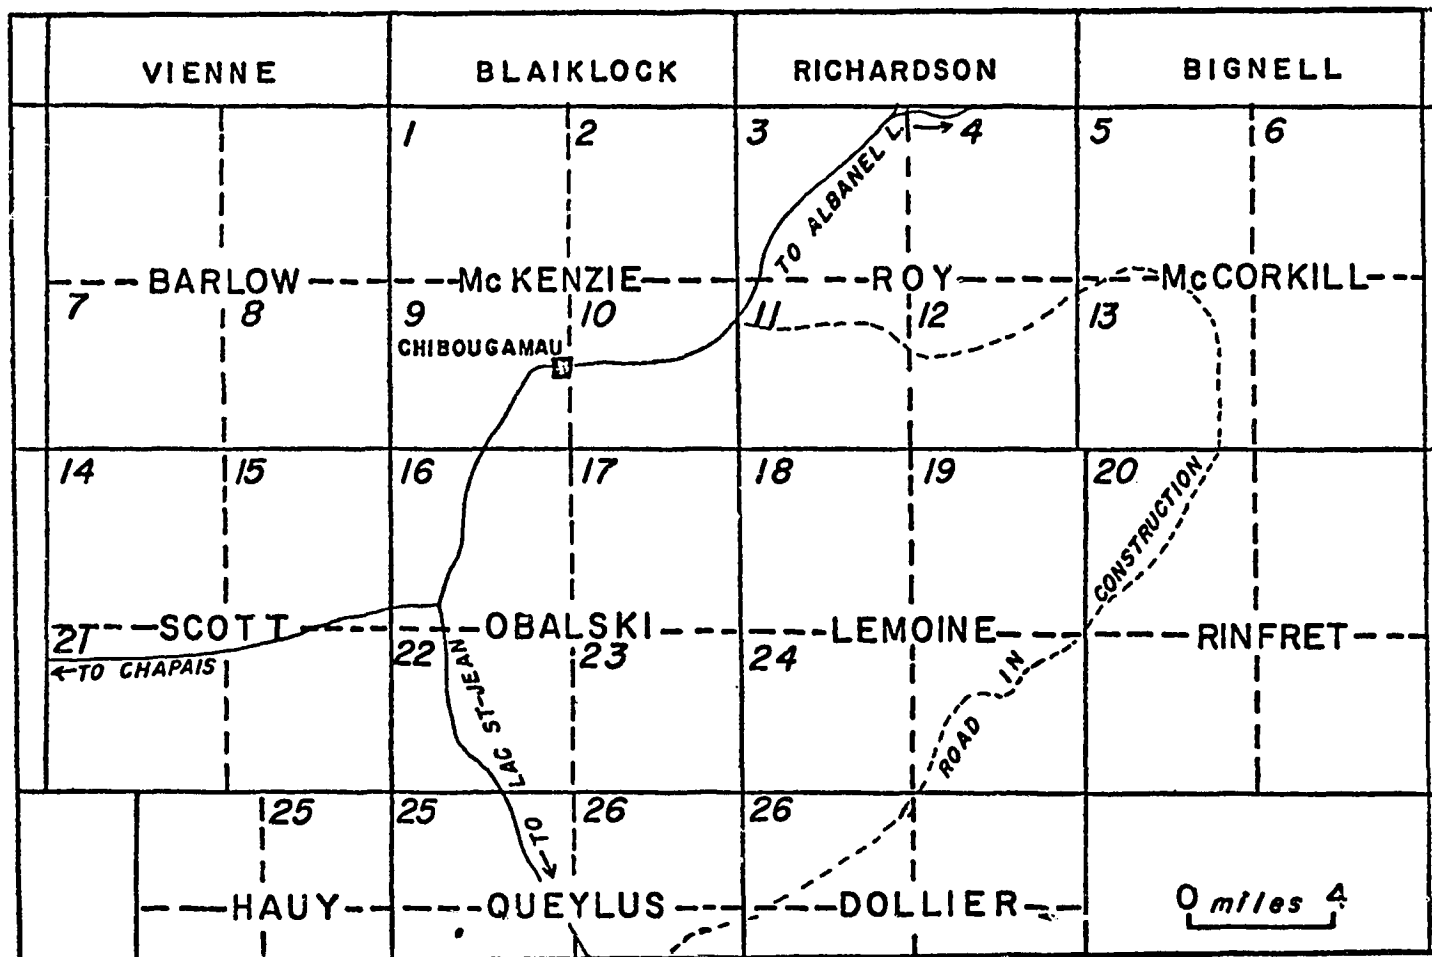 VIENNE BLAIKLOCK RICHARDSON BIGNELL
1 2 3 4 5 6
TO ALBANEL L.
BARLOW McKENZIE ROY McCORKILL
7 8 9 10 11 12 13
CHIBOUGAMAU
14 15 16 17 18 19 20
ROAD IN CONSTRUCTION
SCOTT OBALSKI LEMOINE RINFRET
21 22 23 24
TO CHAPAIS
TO LAC ST-JEAN
25 25 26 26
HAUY QUEYLUS DOLLIER
0 miles 4